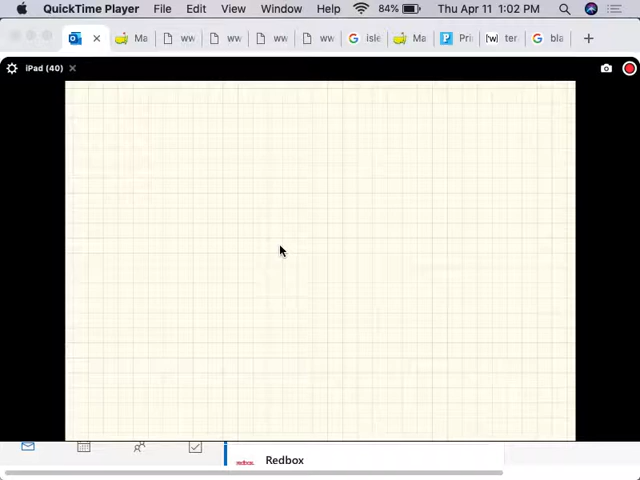 QuickTime Player File Edit View Window Help 84% Thu Apr 11 1:02 PM
Ma ww ww ww ww isle Ma Pri [w] ter bla
iPad (40)
Redbox